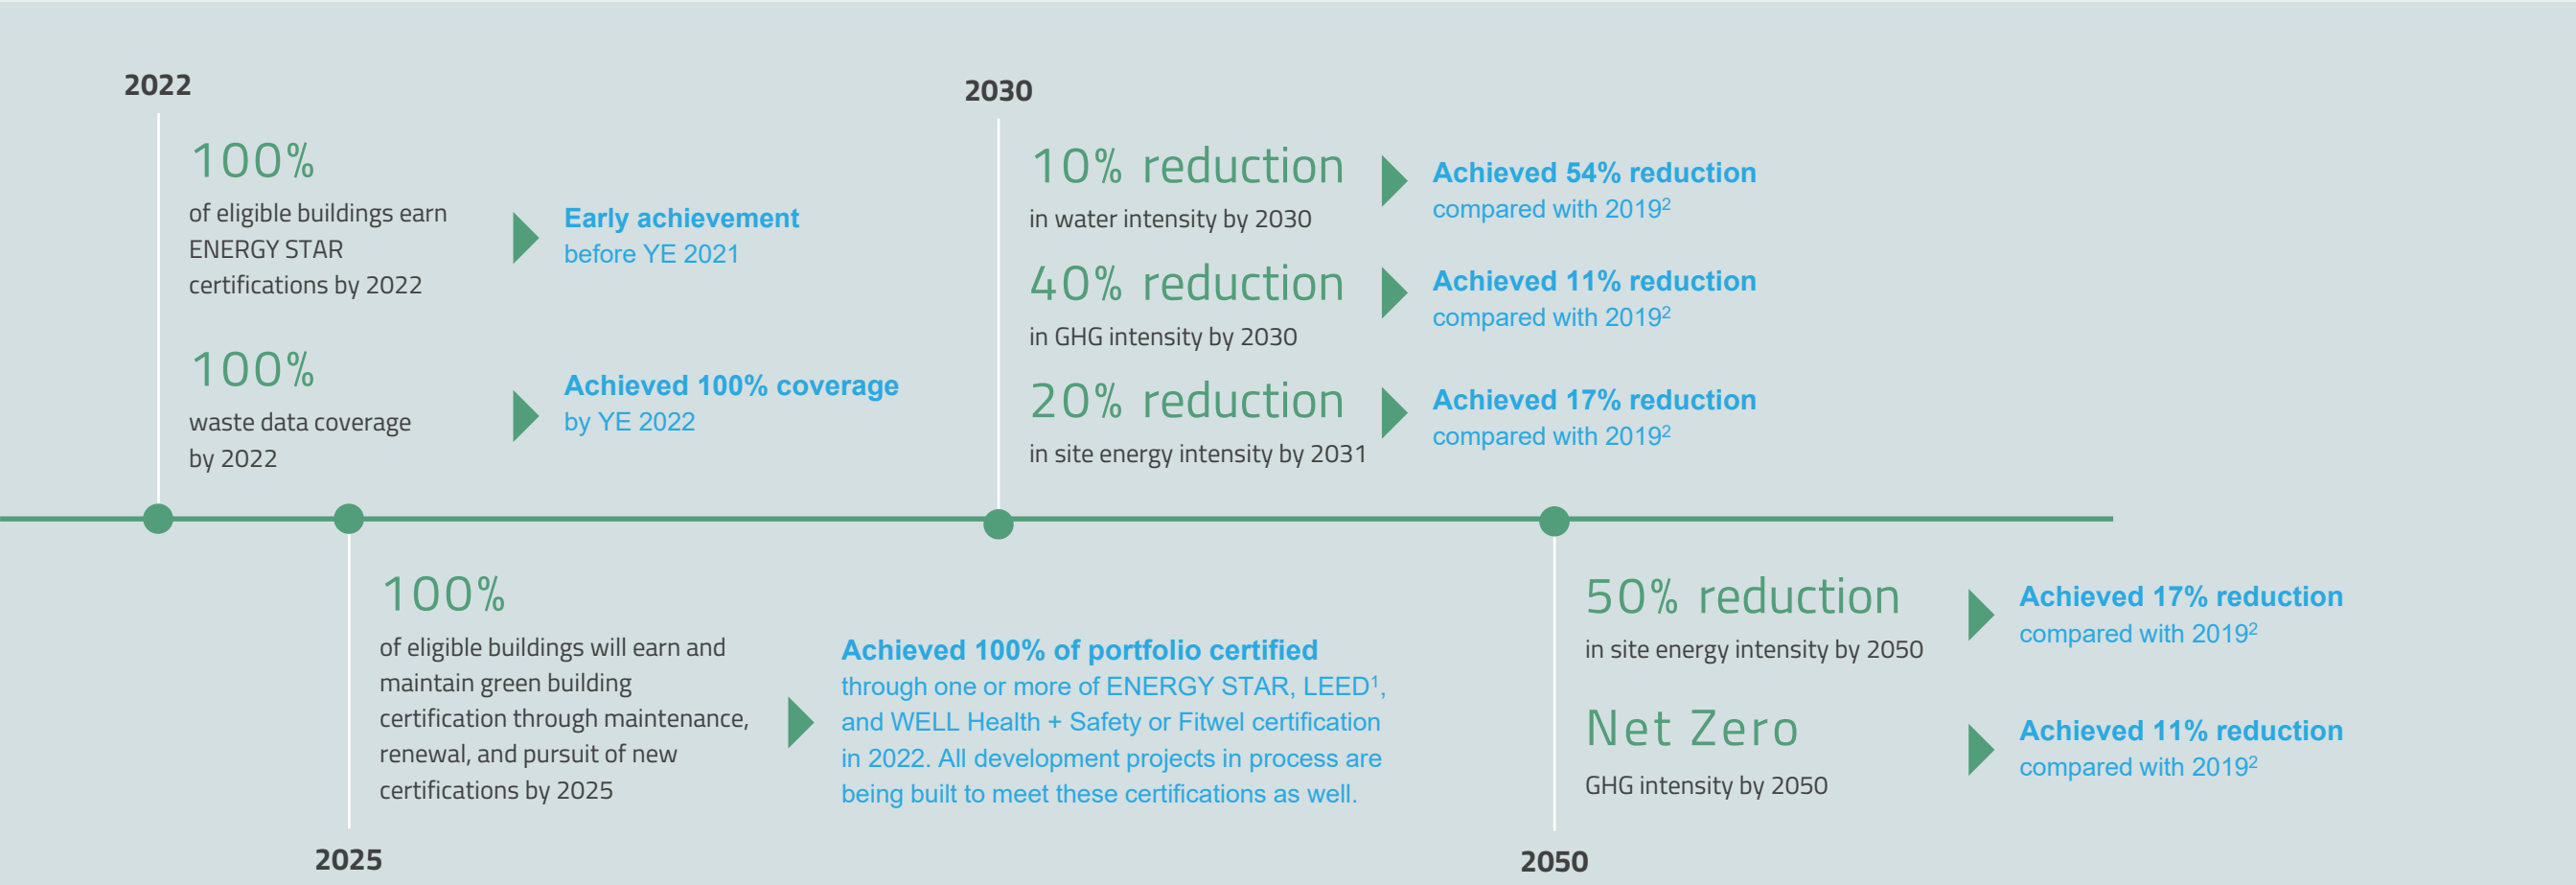 2022
100%
of eligible buildings earn
ENERGY STAR
certifications by 2022
Early achievement
before YE 2021
100%
waste data coverage
by 2022
Achieved 100% coverage
by YE 2022
2030
10% reduction
in water intensity by 2030
Achieved 54% reduction
compared with 2019²
40% reduction
in GHG intensity by 2030
Achieved 11% reduction
compared with 2019²
20% reduction
in site energy intensity by 2031
Achieved 17% reduction
compared with 2019²
100%
of eligible buildings will earn and
maintain green building
certification through maintenance,
renewal, and pursuit of new
certifications by 2025
Achieved 100% of portfolio certified
through one or more of ENERGY STAR, LEED¹,
and WELL Health + Safety or Fitwel certification
in 2022. All development projects in process are
being built to meet these certifications as well.
2025
50% reduction
in site energy intensity by 2050
Achieved 17% reduction
compared with 2019²
Net Zero
GHG intensity by 2050
Achieved 11% reduction
compared with 2019²
2050